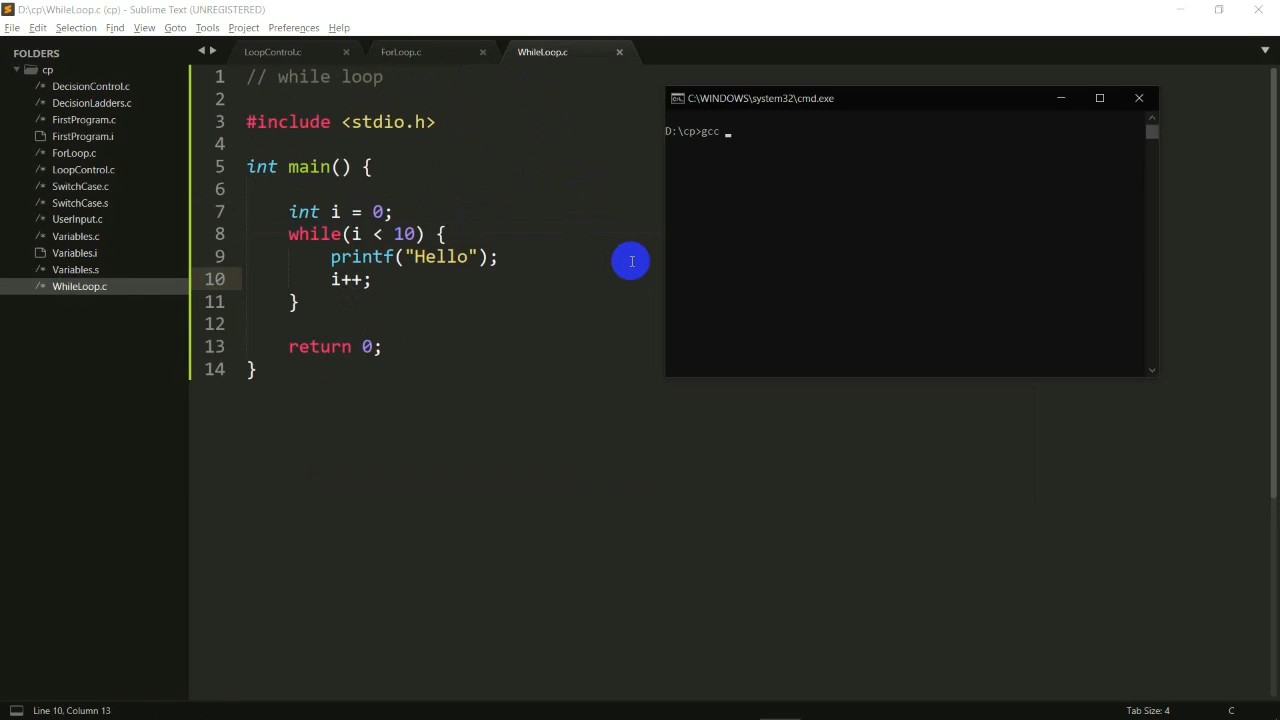 D:\cp\WhileLoop.c (cp) - Sublime Text (UNREGISTERED)
File Edit Selection Find View Goto Tools Project Preferences Help
FOLDERS
cp
DecisionControl.c
DecisionLadders.c
FirstProgram.c
FirstProgram.i
ForLoop.c
LoopControl.c
SwitchCase.c
SwitchCase.s
UserInput.c
Variables.c
Variables.i
Variables.s
WhileLoop.c
LoopControl.c ForLoop.c WhileLoop.c
1 // while loop
2
3 #include <stdio.h>
4
5 int main() {
6
7 int i = 0;
8 while(i < 10) {
9 printf("Hello");
10 i++;
11 }
12
13 return 0;
14 }
C:\WINDOWS\system32\cmd.exe
D:\cp>gcc _
Line 10, Column 13
Tab Size: 4
C